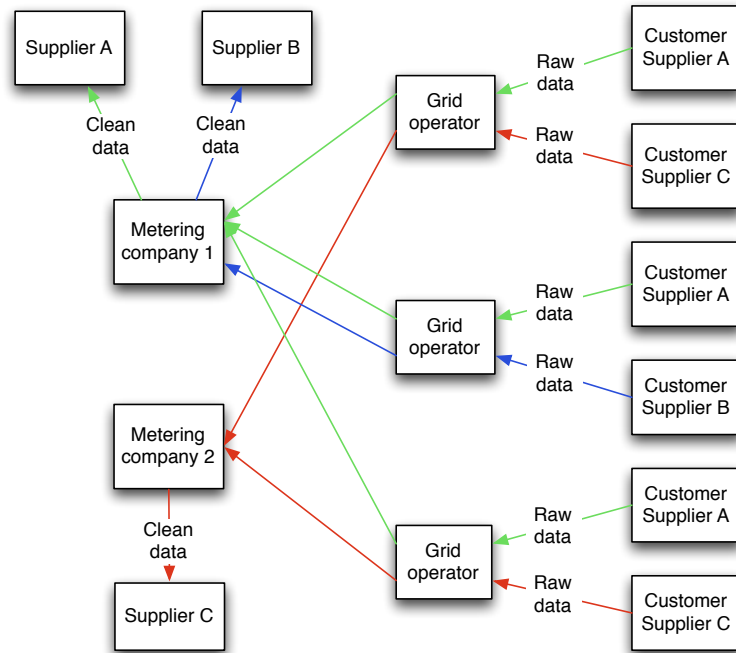 Supplier A
Supplier B
Clean
data
Clean
data
Metering
company 1
Metering
company 2
Clean
data
Supplier C
Grid
operator
Grid
operator
Grid
operator
Raw
data
Raw
data
Raw
data
Raw
data
Raw
data
Raw
data
Customer
Supplier A
Customer
Supplier C
Customer
Supplier A
Customer
Supplier B
Customer
Supplier A
Customer
Supplier C